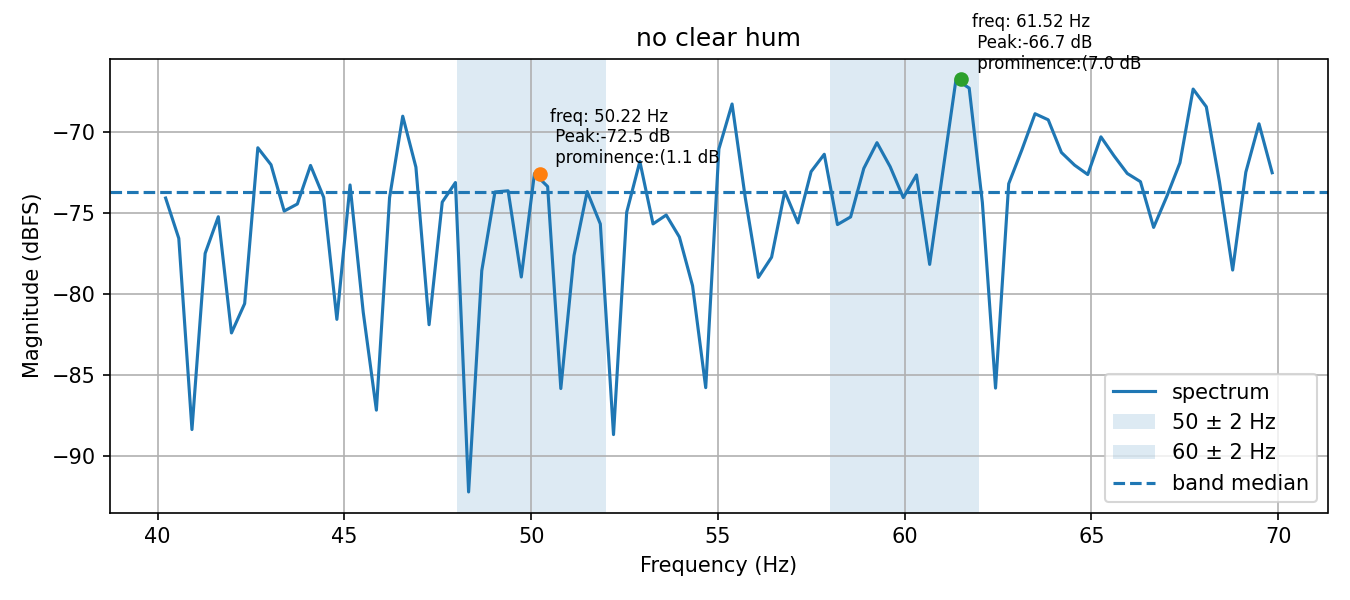 no clear hum
freq: 61.52 Hz
Peak:-66.7 dB
prominence:(7.0 dB
freq: 50.22 Hz
Peak:-72.5 dB
prominence:(1.1 dB
Magnitude (dBFS)
−70
−75
−80
−85
−90
spectrum
50 ± 2 Hz
60 ± 2 Hz
band median
40 45 50 55 60 65 70
Frequency (Hz)